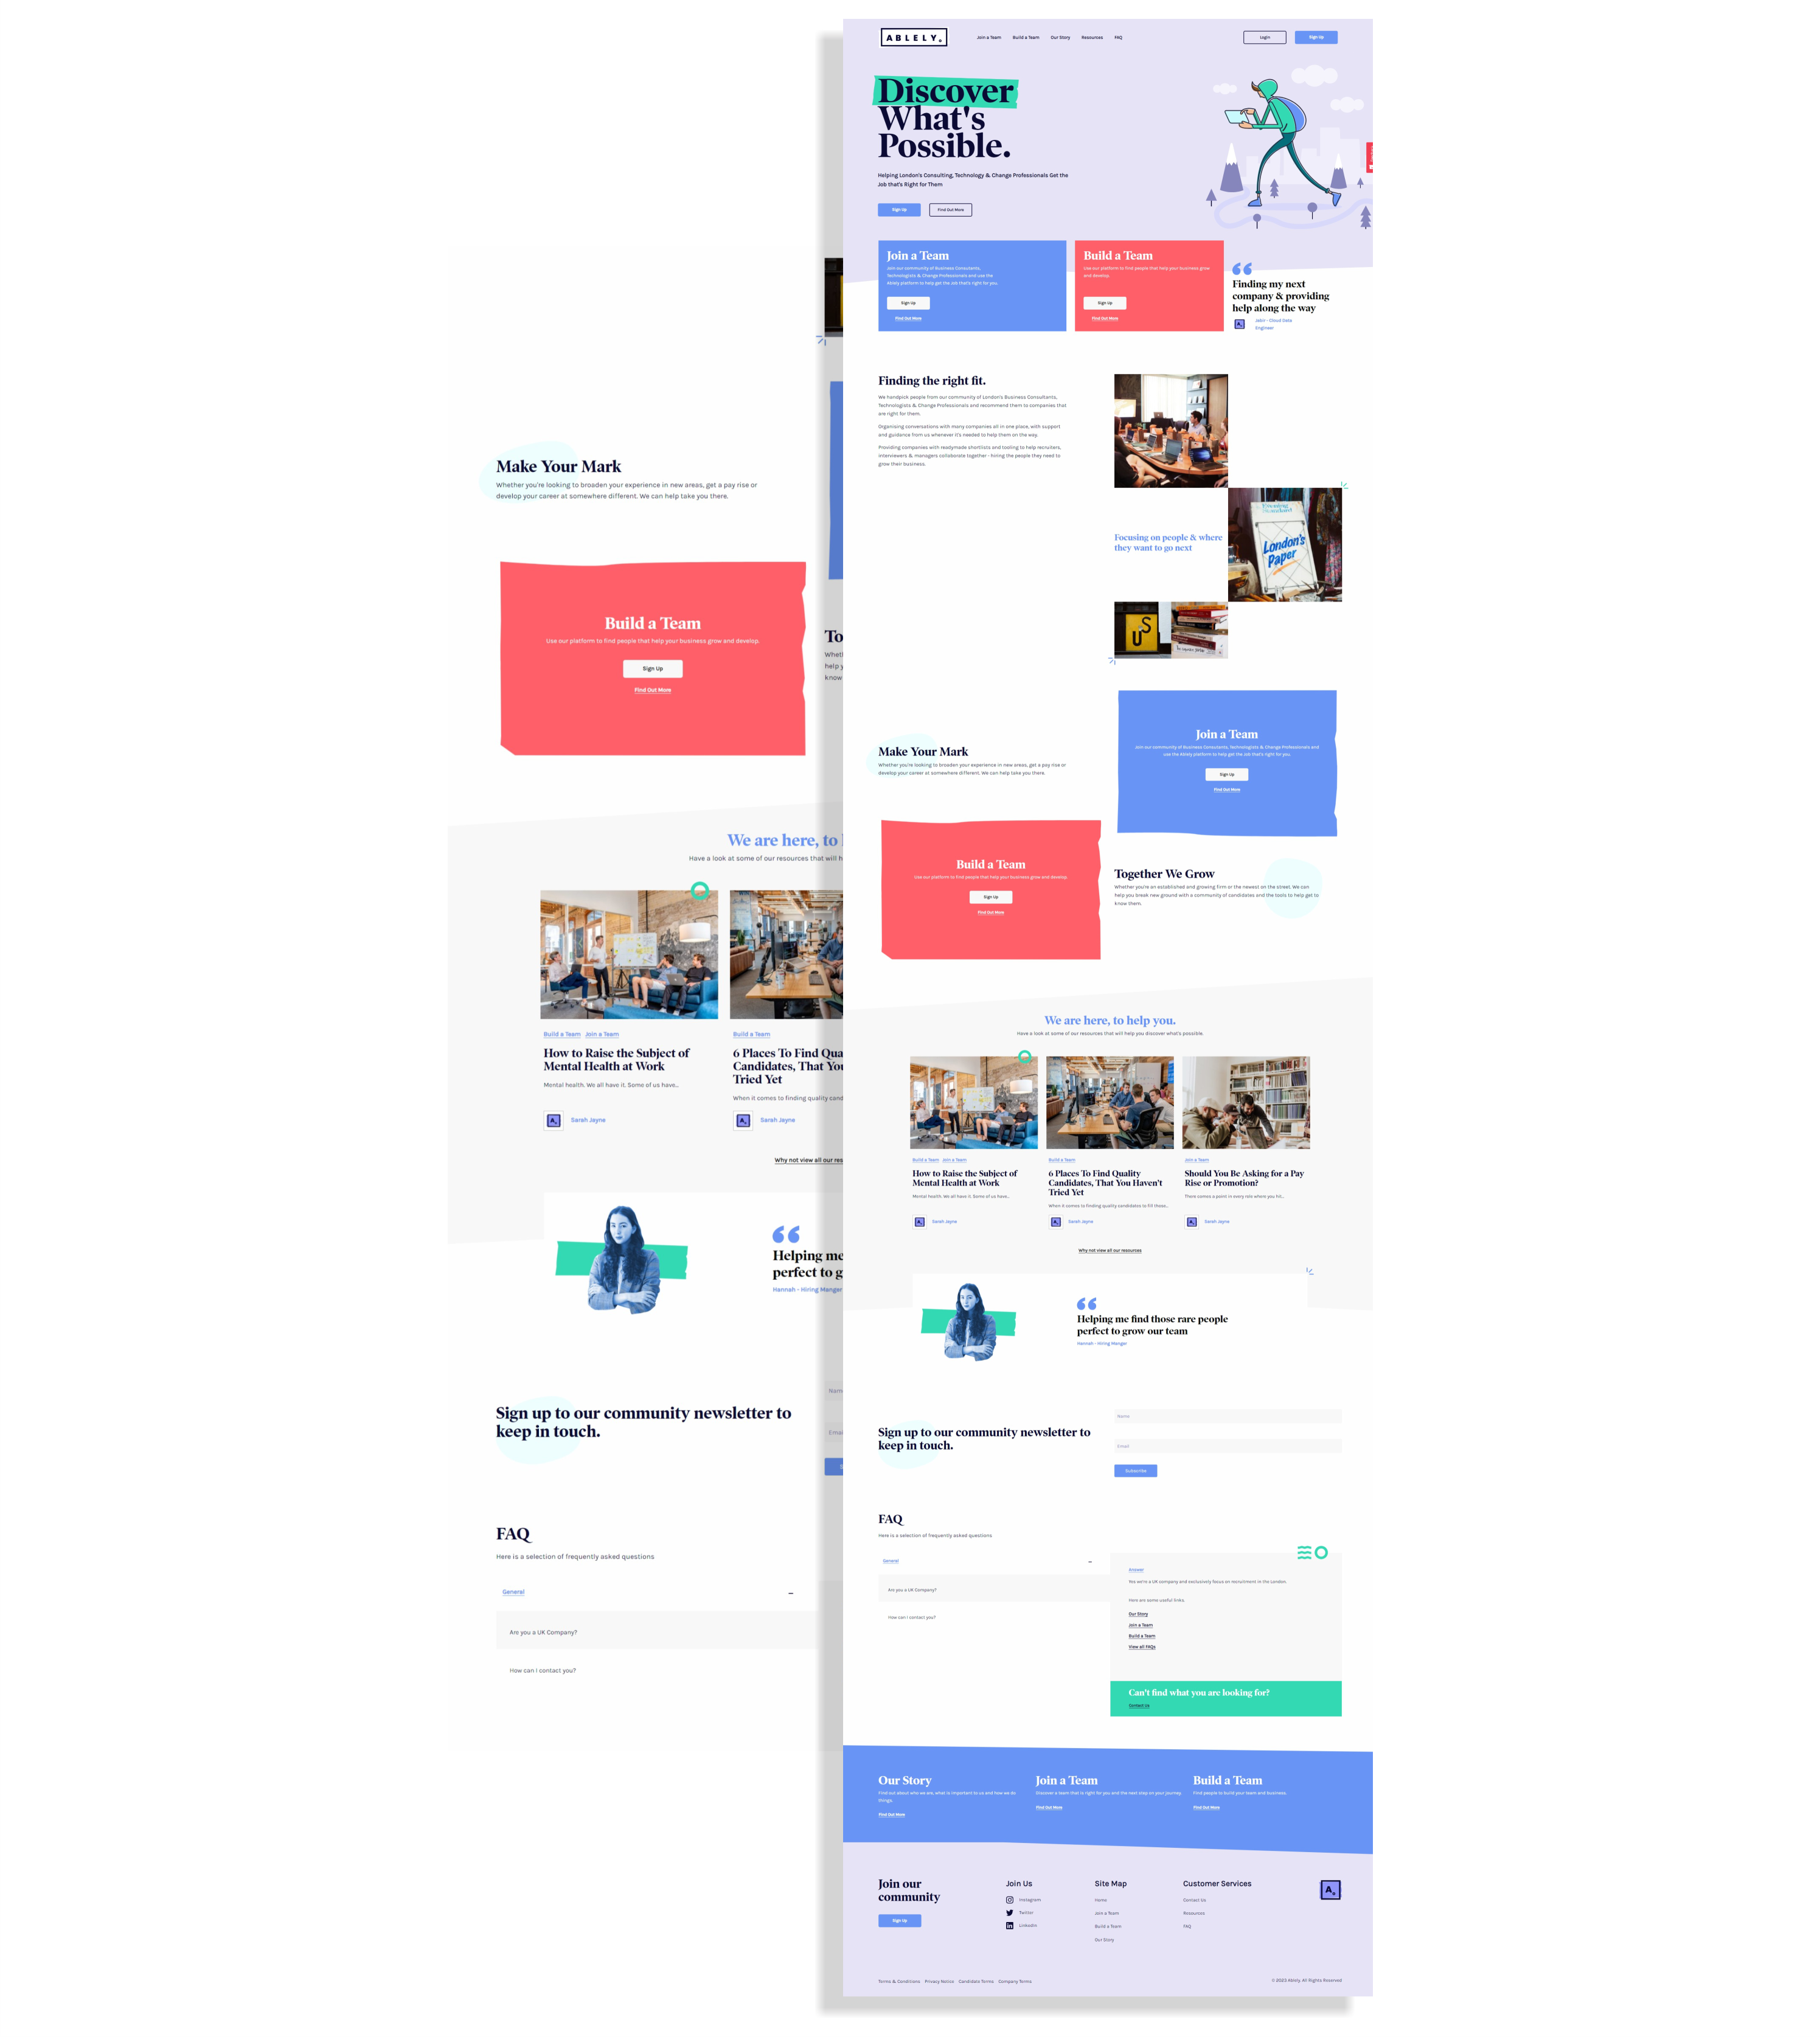 ABLELY.
Join a Team
Build a Team
Our Story
Resources
FAQ
Login
Sign Up
Discover
What's
Possible.
Helping London's Consulting, Technology & Change Professionals Get the
Job that's Right for Them
Sign Up
Find Out More
Join a Team
Join our community of Business Consultants,
Technologists & Change Professionals and use the
Ablely platform to help get the Job that's right for you.
Sign Up
Find Out More
Build a Team
Use our platform to find people that help your business grow
and develop.
Sign Up
Find Out More
Finding my next
company & providing
help along the way
Jabir - Cloud Data
Engineer
Finding the right fit.
We handpick people from our community of London's Business Consultants,
Technologists & Change Professionals and recommend them to companies that
are right for them.
Organising conversations with many companies all in one place, with support
and guidance from us whenever it's needed to help them on the way.
Providing companies with readymade shortlists and tooling to help recruiters,
interviewers & managers collaborate together - hiring the people they need to
grow their business.
Focusing on people & where
they want to go next
London's
Paper
US
Make Your Mark
Whether you're looking to broaden your experience in new areas, get a pay rise or
develop your career at somewhere different. We can help take you there.
Join a Team
Join our community of Business Consultants, Technologists & Change Professionals and
use the Ablely platform to help get the Job that's right for you.
Sign Up
Find Out More
Build a Team
Use our platform to find people that help your business grow and develop.
Sign Up
Find Out More
Together We Grow
Whether you're an established and growing firm or the newest on the street. We can
help you break new ground with a community of candidates and the tools to help get to
know them.
We are here, to help you.
Have a look at some of our resources that will help you discover what's possible.
Build a Team Join a Team
How to Raise the Subject of
Mental Health at Work
Mental health. We all have it. Some of us have...
A.
Sarah Jayne
Build a Team
6 Places To Find Quality
Candidates, That You Haven't
Tried Yet
When it comes to finding quality candidates to fill those...
A.
Sarah Jayne
Join a Team
Should You Be Asking for a Pay
Rise or Promotion?
There comes a point in every role where you hit...
A.
Sarah Jayne
Why not view all our resources
Helping me find those rare people
perfect to grow our team
Hannah - Hiring Manger
Sign up to our community newsletter to
keep in touch.
Name
Email
Subscribe
FAQ
Here is a selection of frequently asked questions
General
Are you a UK Company?
How can I contact you?
Answer
Yes we're a UK company and exclusively focus on recruitment in the London.
Here are some useful links.
Our Story
Join a Team
Build a Team
View all FAQs
Can't find what you are looking for?
Contact Us
Our Story
Find out about who we are, what is important to us and how we do
things.
Find Out More
Join a Team
Discover a team that is right for you and the next step on your journey.
Find Out More
Build a Team
Find people to build your team and business.
Find Out More
Join our
community
Sign Up
Join Us
Instagram
Twitter
LinkedIn
Site Map
Home
Join a Team
Build a Team
Our Story
Customer Services
Contact Us
Resources
FAQ
A.
Terms & Conditions Privacy Notice Candidate Terms Company Terms
© 2023 Ablely. All Rights Reserved
Make Your Mark
Whether you're looking to broaden your experience in new areas, get a pay rise or
develop your career at somewhere different. We can help take you there.
Build a Team
Use our platform to find people that help your business grow and develop.
Sign Up
Find Out More
To
Whet
help y
know
We are here, to
Have a look at some of our resources that will h
Build a Team Join a Team
How to Raise the Subject of
Mental Health at Work
Mental health. We all have it. Some of us have...
A.
Sarah Jayne
Build a Team
6 Places To Find Qua
Candidates, That You
Tried Yet
When it comes to finding quality cand
A.
Sarah Jayne
Why not view all our res
Helping me
perfect to g
Hannah - Hiring Manger
Sign up to our community newsletter to
keep in touch.
Nam
Email
FAQ
Here is a selection of frequently asked questions
General
Are you a UK Company?
How can I contact you?